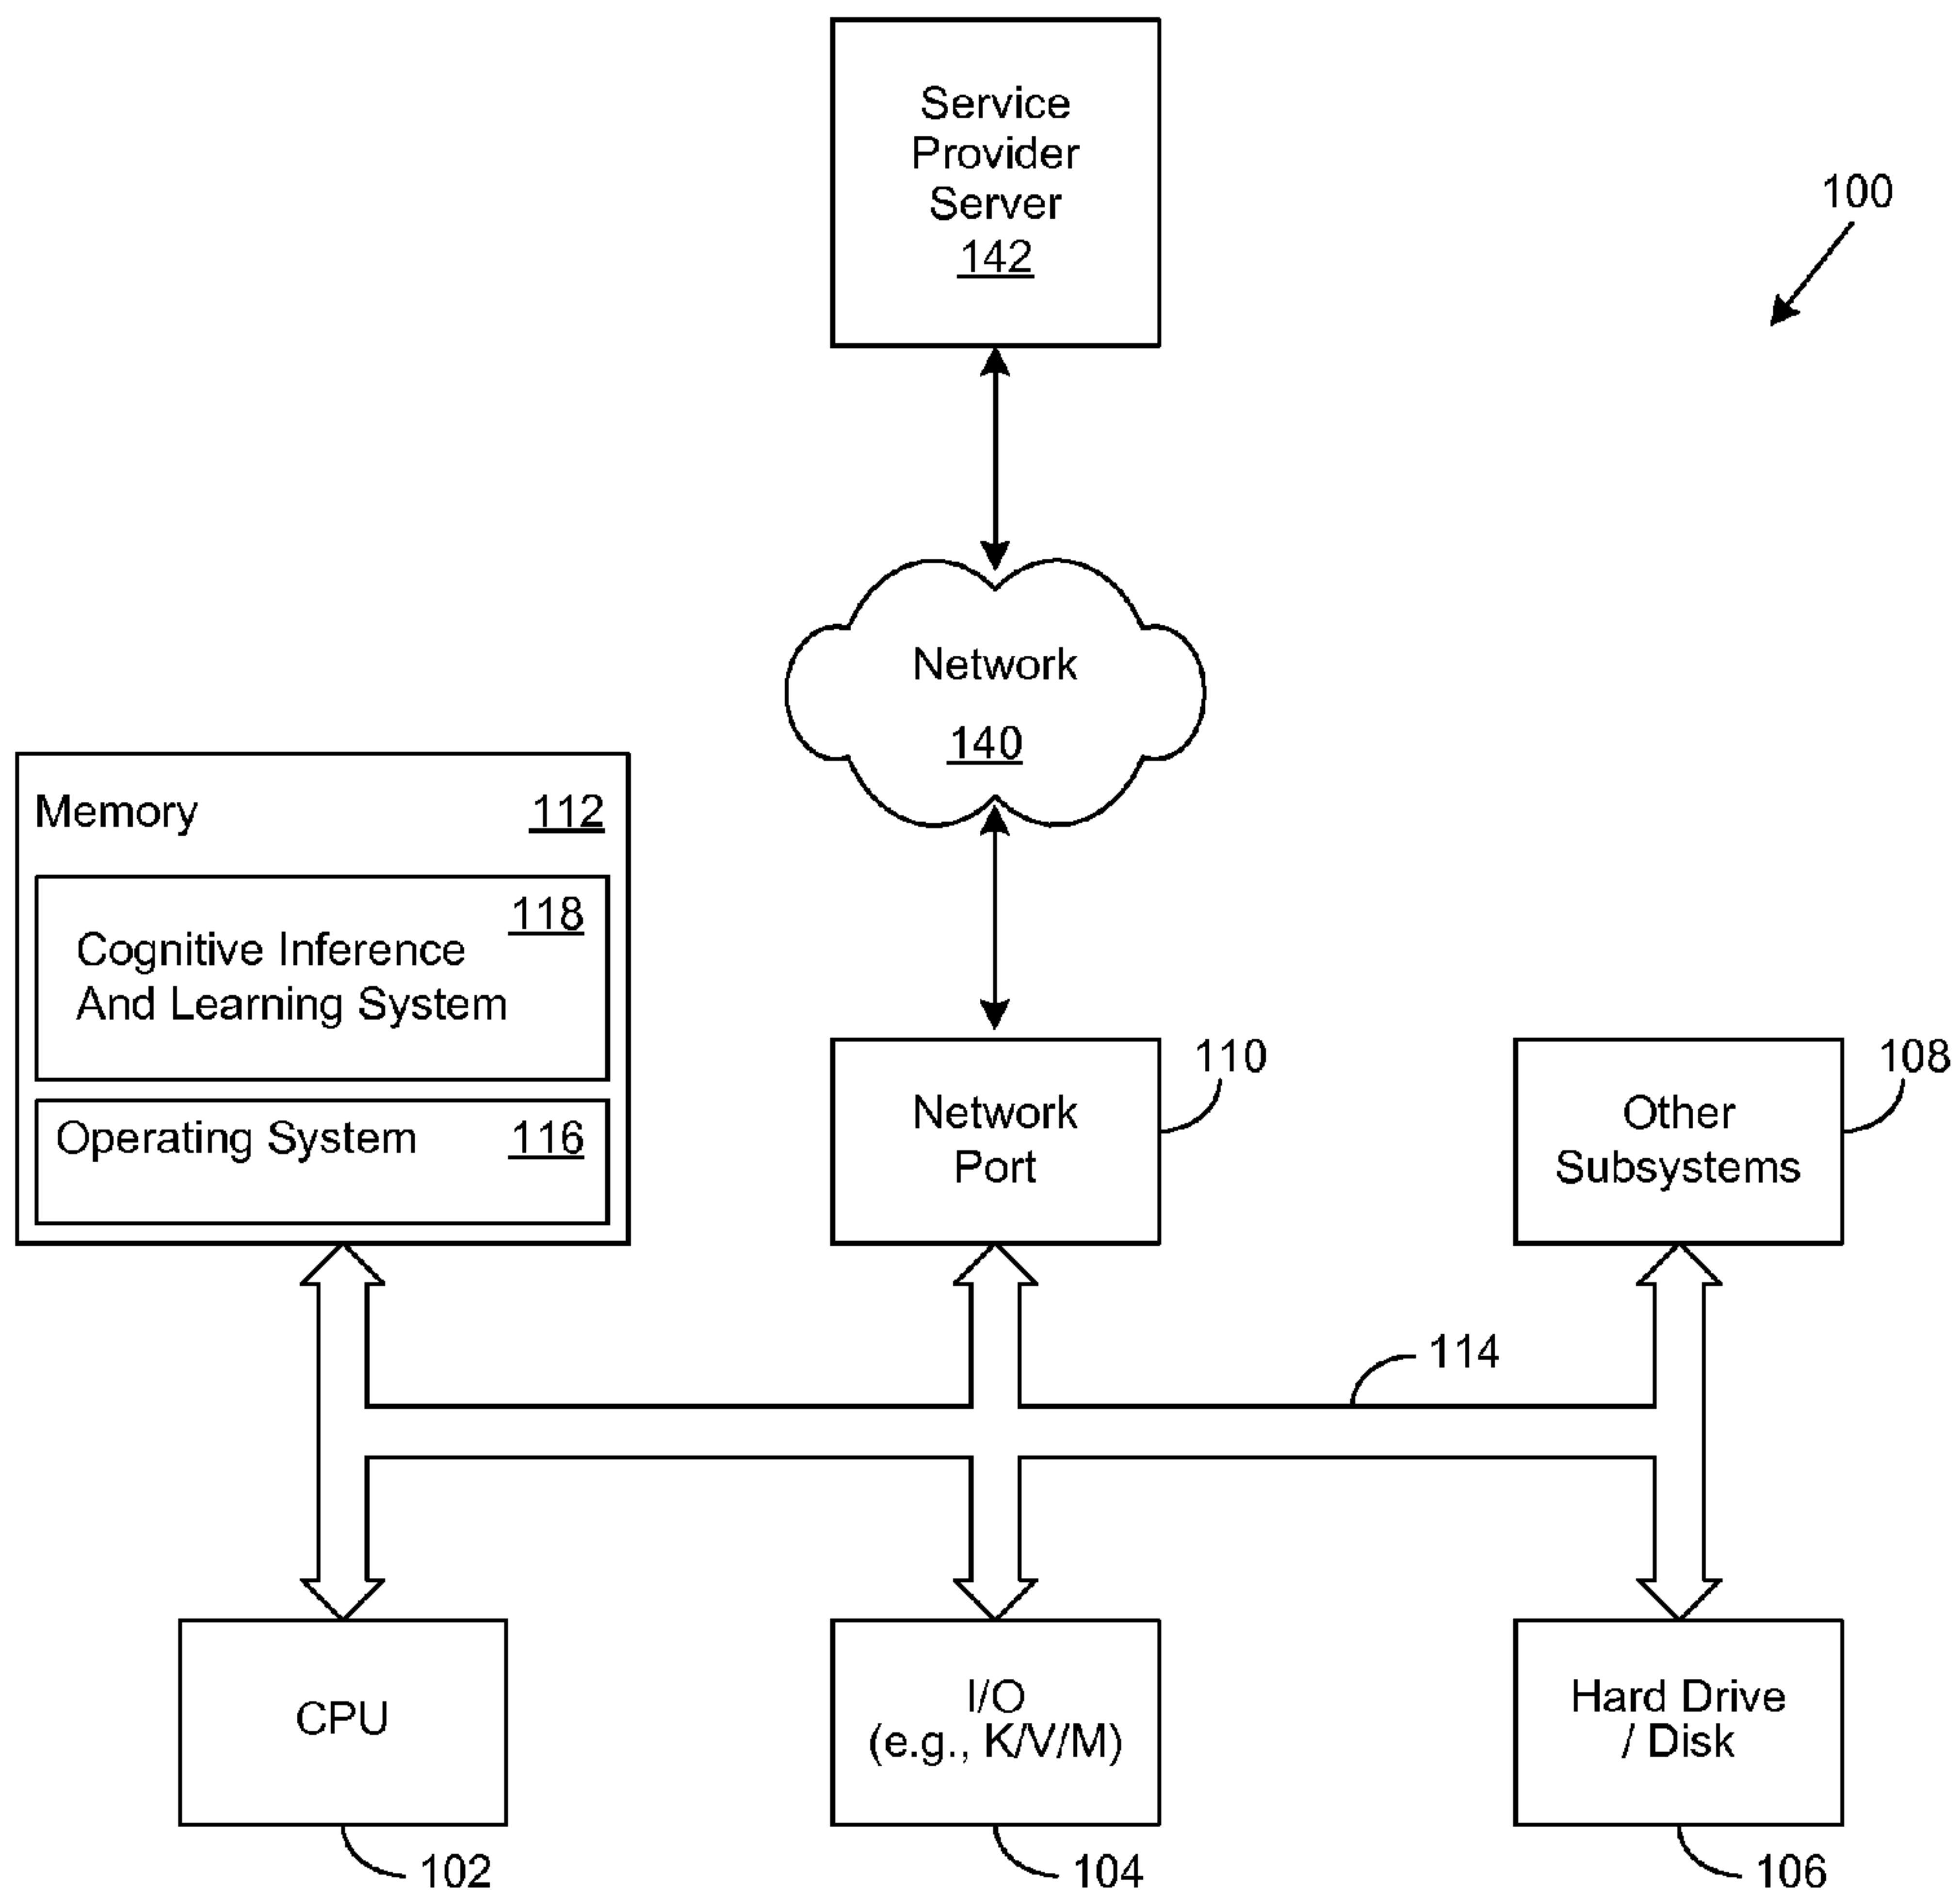 Service
Provider
Server
142
100
Network
140
Memory 112
118
Cognitive Inference
And Learning System
Operating System 116
Network
Port
110
Other
Subsystems
108
114
CPU
102
I/O
(e.g., K/V/M)
104
Hard Drive
/ Disk
106